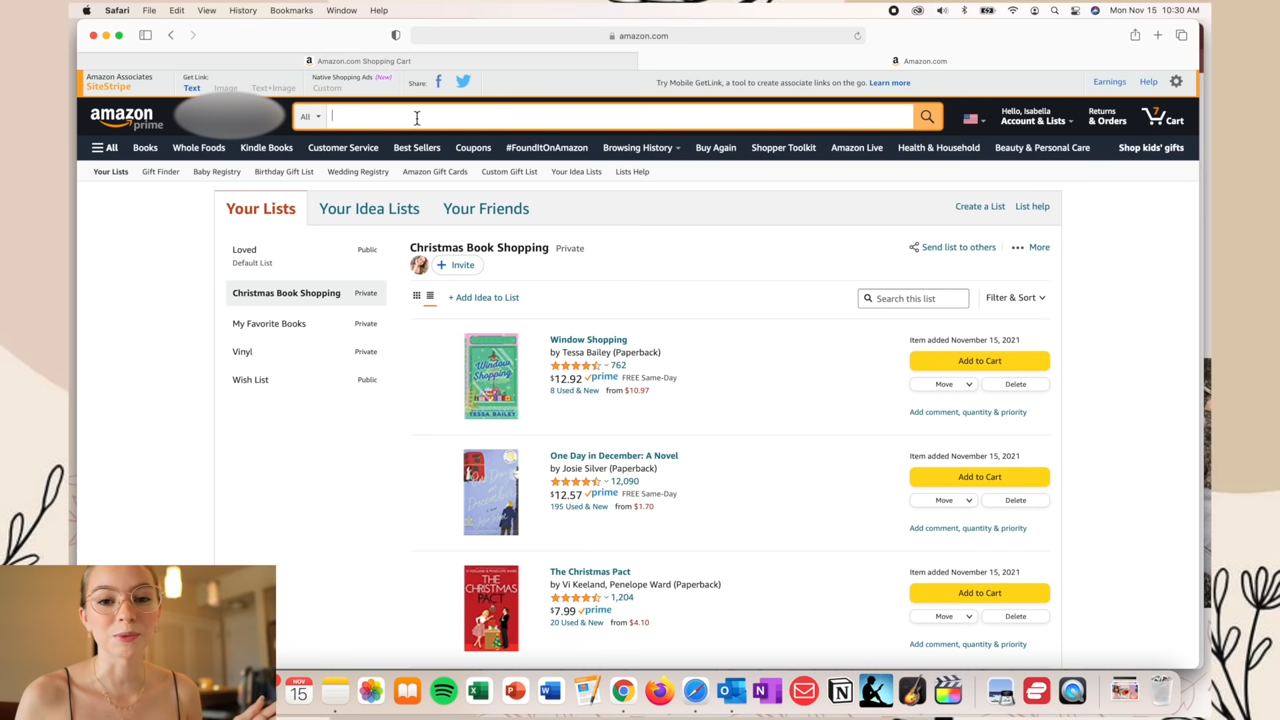 Safari File Edit View History Bookmarks Window Help Mon Nov 15 10:30 AM
amazon.com
Amazon.com Shopping Cart Amazon.com
Amazon Associates Get Link: Native Shopping Ads (New) Share: Try Mobile GetLink, a tool to create associate links on the go. Learn more Earnings Help
SiteStripe Text Image Text+Image Custom
amazon prime All Hello, Isabella Returns 7
Account & Lists & Orders Cart
All Books Whole Foods Kindle Books Customer Service Best Sellers Coupons #FoundItOnAmazon Browsing History Buy Again Shopper Toolkit Amazon Live Health & Household Beauty & Personal Care Shop kids' gifts
Your Lists Gift Finder Baby Registry Birthday Gift List Wedding Registry Amazon Gift Cards Custom Gift List Your Idea Lists Lists Help
Your Lists Your Idea Lists Your Friends Create a List List help
Loved Public
Default List
Christmas Book Shopping Private
My Favorite Books Private
Vinyl Private
Wish List Public
Christmas Book Shopping Private Send list to others More
+ Invite
+ Add Idea to List Search this list Filter & Sort
Window Shopping
TESSA BAILEY
Window Shopping Item added November 15, 2021
by Tessa Bailey (Paperback) Add to Cart
762
$12.92 prime FREE Same-Day Move Delete
8 Used & New from $10.97
Add comment, quantity & priority
One Day in December: A Novel Item added November 15, 2021
by Josie Silver (Paperback) Add to Cart
12,090
$12.57 prime FREE Same-Day Move Delete
195 Used & New from $1.70
Add comment, quantity & priority
THE
CHRISTMAS
PACT
The Christmas Pact Item added November 15, 2021
by Vi Keeland, Penelope Ward (Paperback) Add to Cart
1,204
$7.99 prime Move Delete
20 Used & New from $4.10
Add comment, quantity & priority
NOV
15